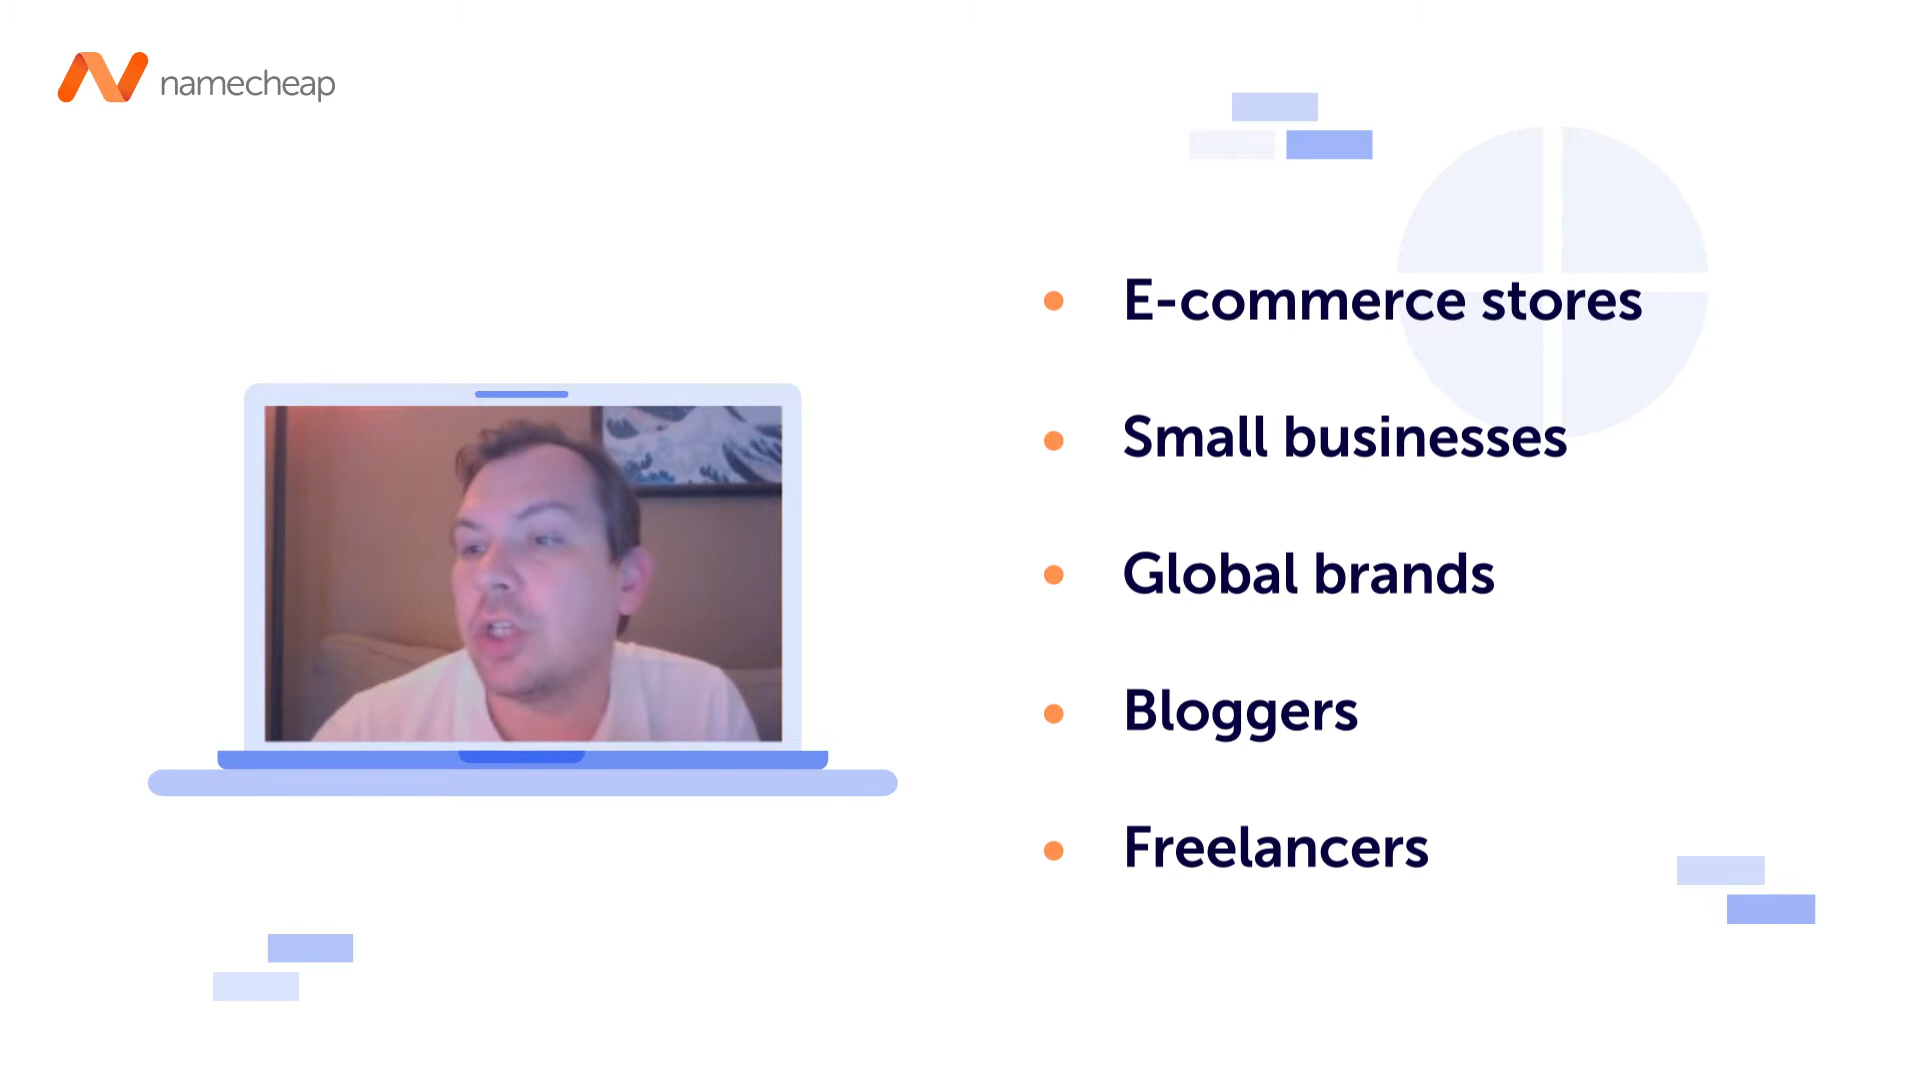 namecheap
E-commerce stores
Small businesses
Global brands
Bloggers
Freelancers